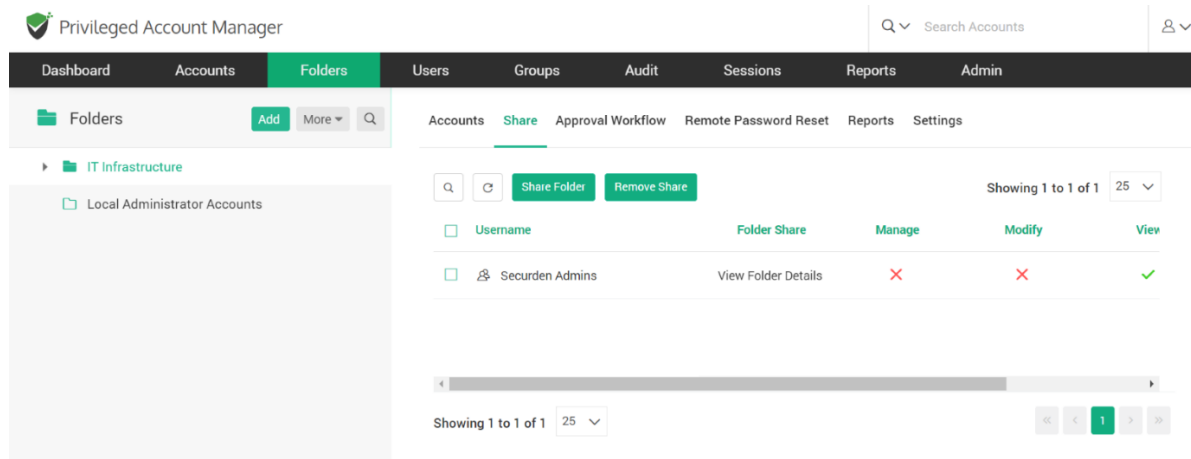 Privileged Account Manager
Search Accounts
Dashboard Accounts Folders Users Groups Audit Sessions Reports Admin
Folders Add More
Accounts Share Approval Workflow Remote Password Reset Reports Settings
IT Infrastructure
Local Administrator Accounts
Share Folder Remove Share Showing 1 to 1 of 1 25
Username Folder Share Manage Modify View
Securden Admins View Folder Details
Showing 1 to 1 of 1 25
1